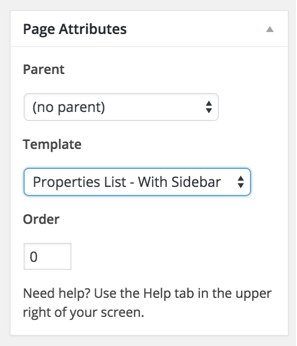 Page Attributes
Parent
(no parent)
Template
Properties List - With Sidebar
Order
0
Need help? Use the Help tab in the upper
right of your screen.